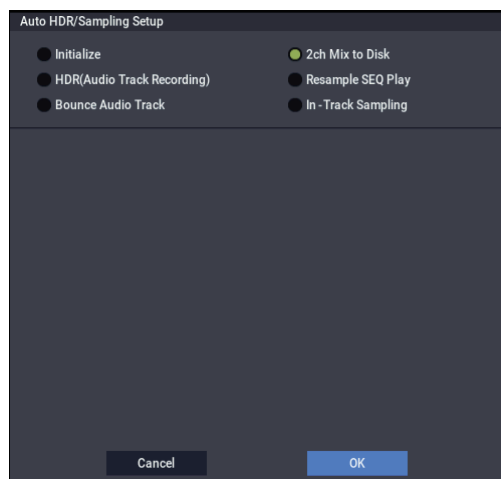 Auto HDR/Sampling Setup
Initialize
2ch Mix to Disk
HDR(Audio Track Recording)
Resample SEQ Play
Bounce Audio Track
In-Track Sampling
Cancel
OK